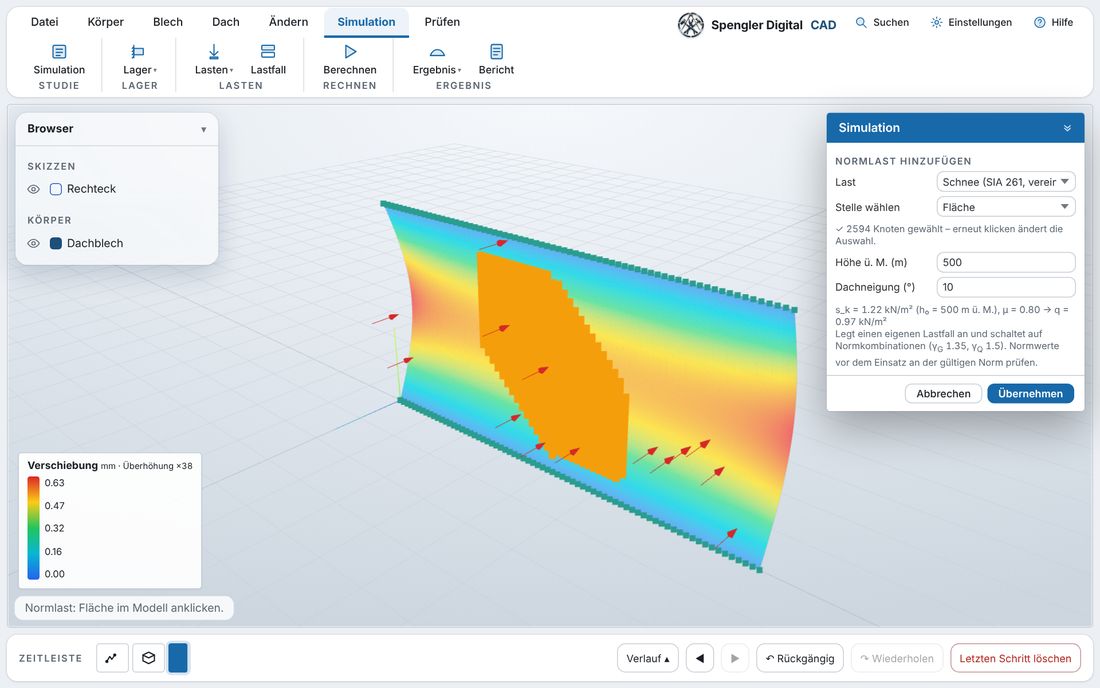 Datei Körper Blech Dach Ändern Simulation Prüfen
Spengler Digital CAD Suchen Einstellungen Hilfe
Simulation Lager Lasten Lastfall Berechnen Ergebnis Bericht
STUDIE LAGER LASTEN RECHNEN ERGEBNIS
Browser
SKIZZEN
Rechteck
KÖRPER
Dachblech
Simulation
NORMLAST HINZUFÜGEN
Last Schnee (SIA 261, vereir
Stelle wählen Fläche
✓ 2594 Knoten gewählt – erneut klicken ändert die
Auswahl.
Höhe ü. M. (m) 500
Dachneigung (°) 10
s_k = 1.22 kN/m² (h₀ = 500 m ü. M.), µ = 0.80 → q =
0.97 kN/m²
Legt einen eigenen Lastfall an und schaltet auf
Normkombinationen (γG 1.35, γQ 1.5). Normwerte
vor dem Einsatz an der gültigen Norm prüfen.
Abbrechen Übernehmen
Verschiebung mm · Überhöhung ×38
0.63
0.47
0.32
0.16
0.00
Normlast: Fläche im Modell anklicken.
ZEITLEISTE Verlauf ▴ ◀ ▶ ↶ Rückgängig ↷ Wiederholen Letzten Schritt löschen